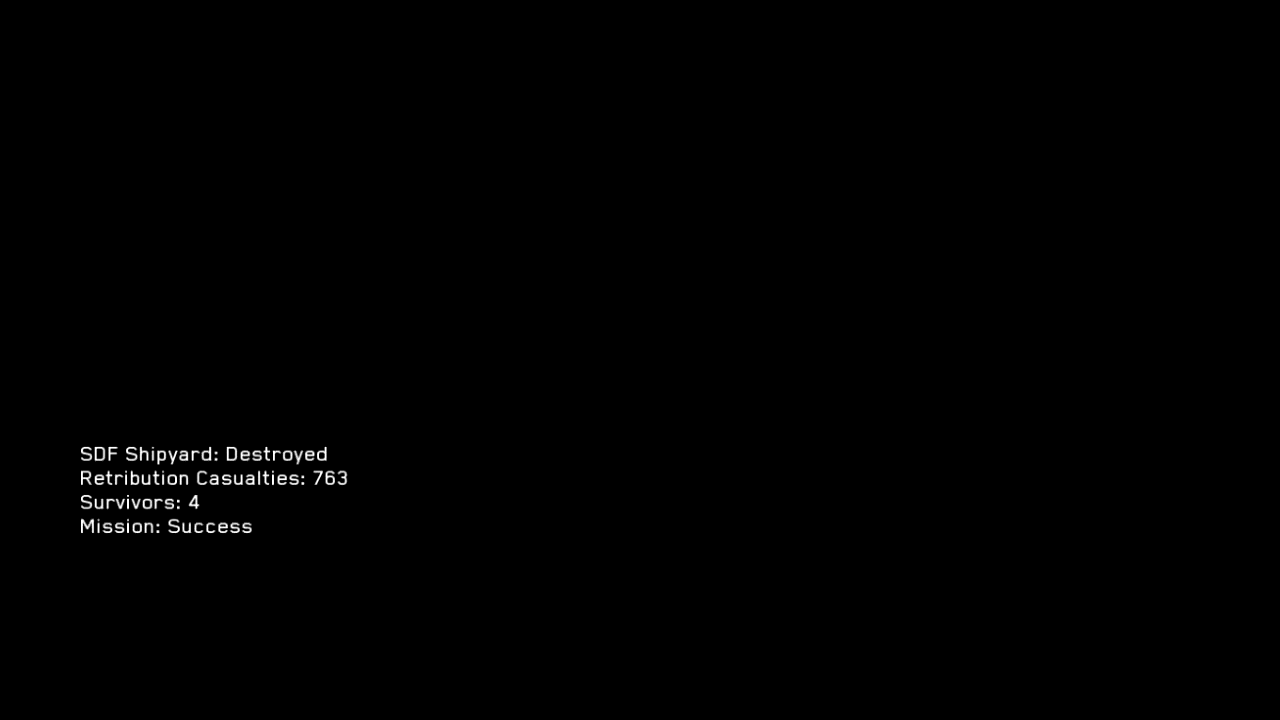 SDF Shipyard: Destroyed
Retribution Casualties: 763
Survivors: 4
Mission: Success